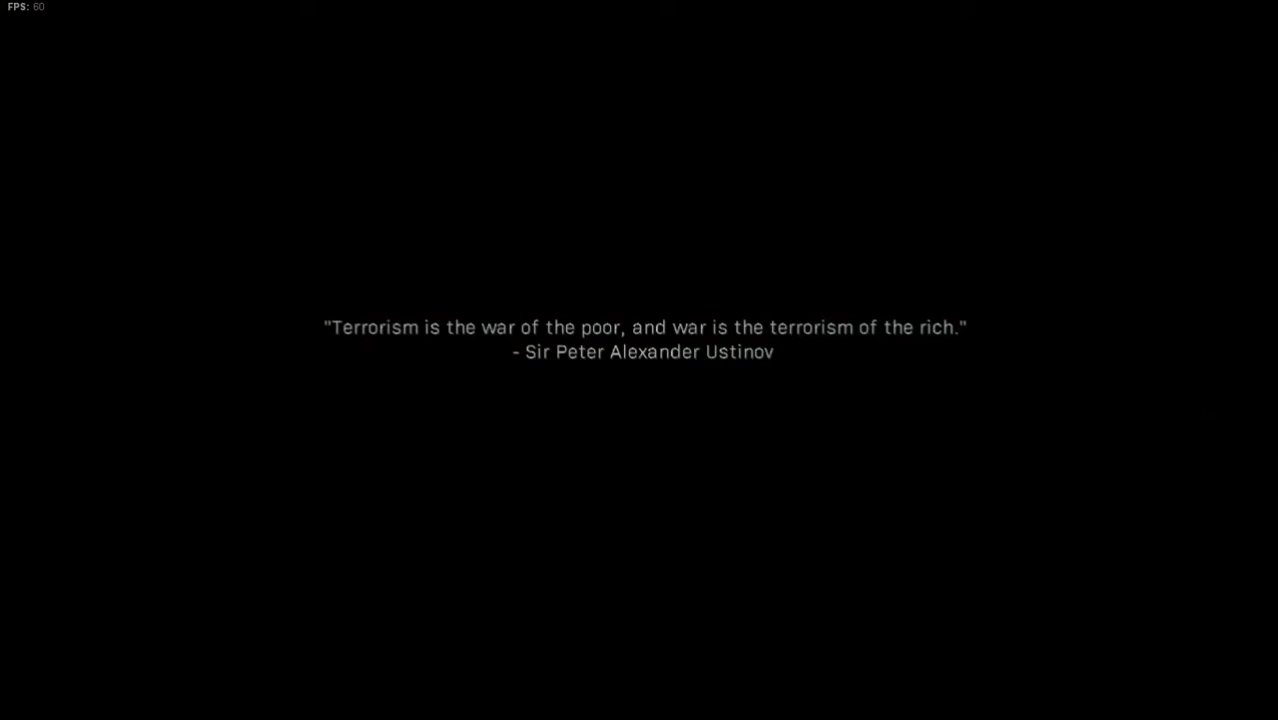 FPS: 60
"Terrorism is the war of the poor, and war is the terrorism of the rich."
- Sir Peter Alexander Ustinov